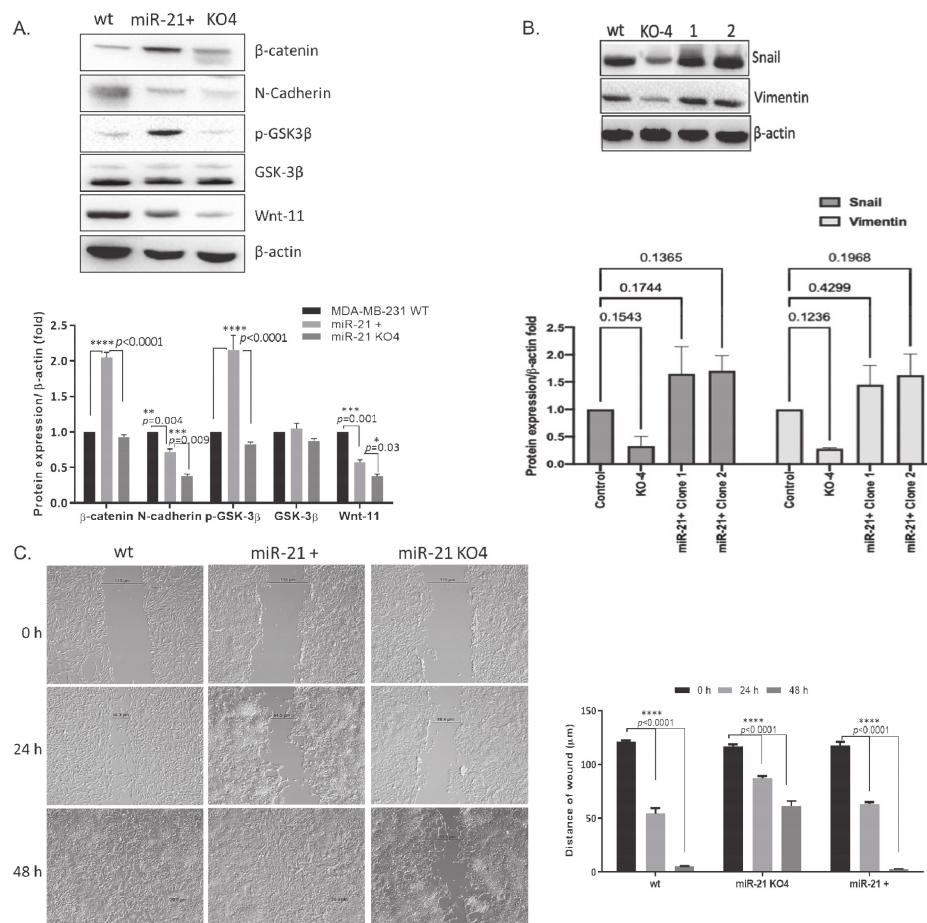 A.
wt miR-21+ KO4
β-catenin
N-Cadherin
p-GSK3β
GSK-3β
Wnt-11
β-actin
Protein expression/ β-actin (fold)
2.5
2.0
1.5
1.0
0.5
0.0
MDA-MB-231 WT
miR-21 +
miR-21 KO4
**** p<0.0001
** p=0.004
*** p=0.009
**** p<0.0001
*** p=0.001
* p=0.03
β-catenin N-cadherin p-GSK-3β GSK-3β Wnt-11
B.
wt KO-4 1 2
Snail
Vimentin
β-actin
Snail
Vimentin
0.1365
0.1744
0.1543
0.1968
0.4299
0.1236
Protein expression/β-actin fold
2.5
2.0
1.5
1.0
0.5
0.0
Control KO-4 miR-21+ Clone 1 miR-21+ Clone 2 Control KO-4 miR-21+ Clone 1 miR-21+ Clone 2
C.
wt miR-21 + miR-21 KO4
0 h
24 h
48 h
0 h 24 h 48 h
Distance of wound (μm)
150
100
50
0
**** p<0.0001
**** p<0.0001
**** p<0.0001
wt miR-21 KO4 miR-21 +